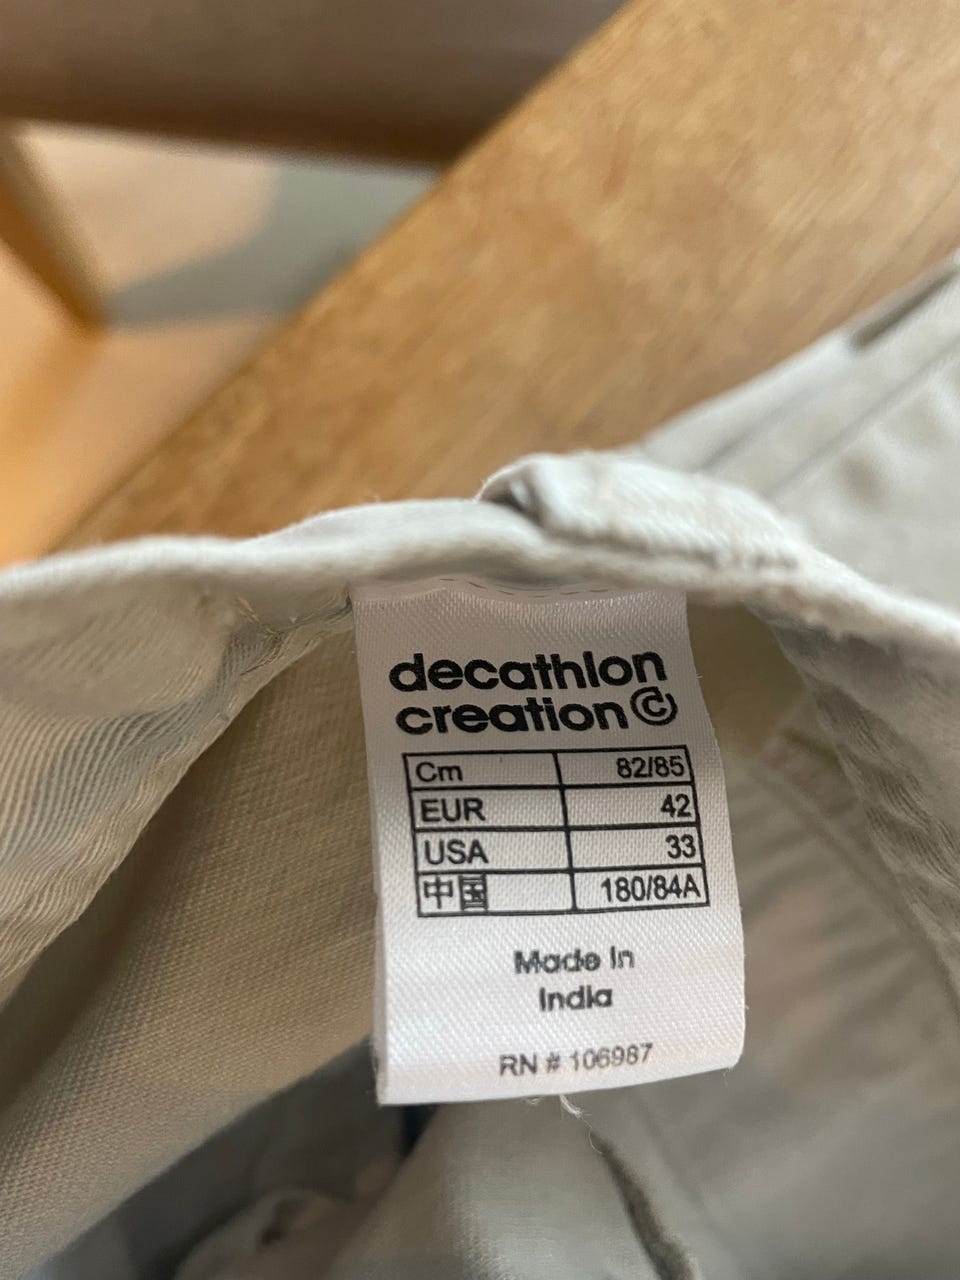 decathlon
creation ©
Cm 82/85
EUR 42
USA 33
中国 180/84A
Made In
India
RN # 106987